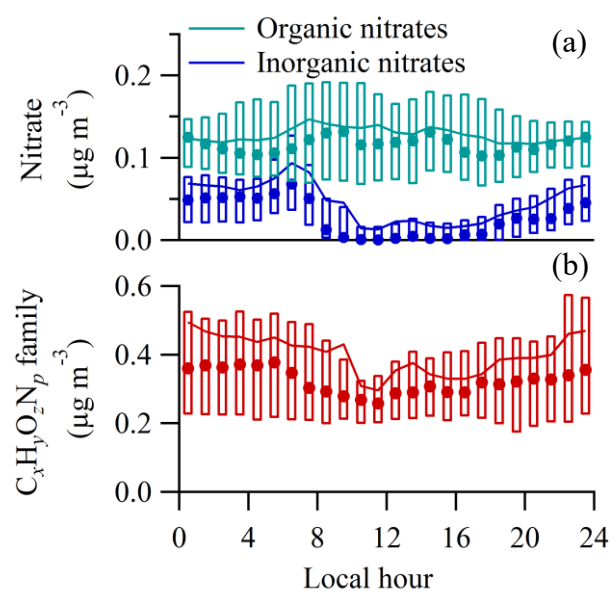 Organic nitrates
Inorganic nitrates
(a)
Nitrate
(µg m⁻³)
0.2
0.1
0.0
(b)
CₓHᵧO𝓏Nₚ family
(µg m⁻³)
0.6
0.4
0.2
0.0
0 4 8 12 16 20 24
Local hour